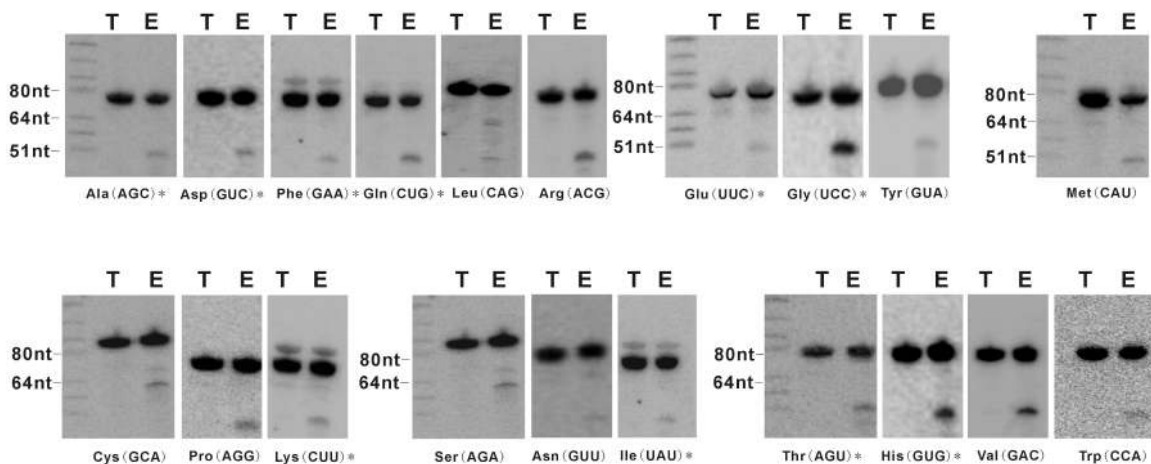 T E T E T E T E T E T E T E T E T E T E
80nt
64nt
51nt
80nt
64nt
51nt
80nt
64nt
51nt
Ala(AGC)* Asp(GUC)* Phe(GAA)* Gln(CUG)* Leu(CAG) Arg(ACG) Glu(UUC)* Gly(UCC)* Tyr(GUA) Met(CAU)
T E T E T E T E T E T E T E T E T E T E
80nt
64nt
80nt
64nt
80nt
64nt
Cys(GCA) Pro(AGG) Lys(CUU)* Ser(AGA) Asn(GUU) Ile(UAU)* Thr(AGU)* His(GUG)* Val(GAC) Trp(CCA)